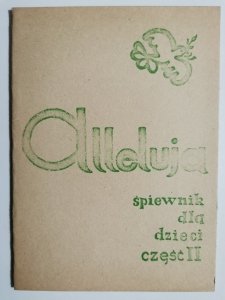 Alleluja
śpiewnik
dla
dzieci
część II